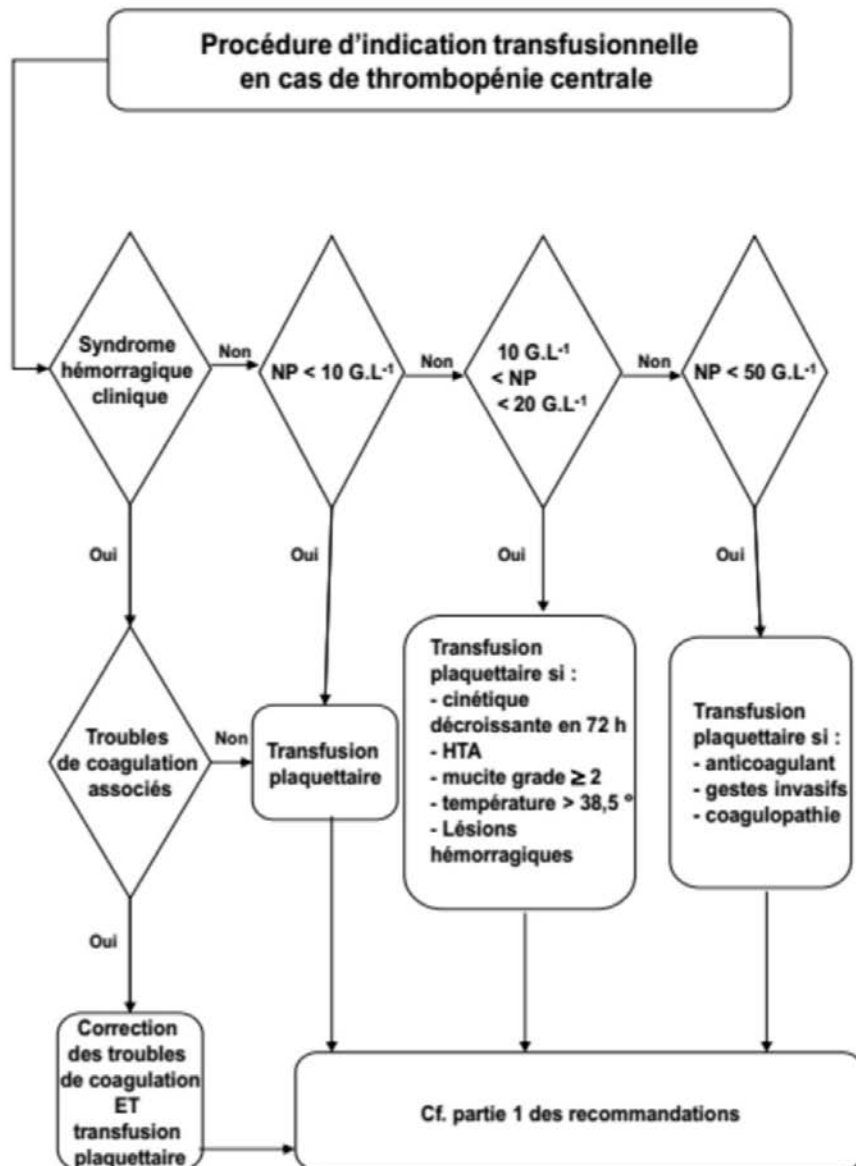 Procédure d'indication transfusionnelle
en cas de thrombopénie centrale
Syndrome
hémorragique
clinique
Non
NP < 10 G.L⁻¹
Non
10 G.L⁻¹
< NP
< 20 G.L⁻¹
Non
NP < 50 G.L⁻¹
Oui
Oui
Oui
Oui
Troubles
de coagulation
associés
Non
Transfusion
plaquettaire
Transfusion
plaquettaire si :
- cinétique
décroissante en 72 h
- HTA
- mucite grade ≥ 2
- température > 38,5 °
- Lésions
hémorragiques
Transfusion
plaquettaire si :
- anticoagulant
- gestes invasifs
- coagulopathie
Oui
Correction
des troubles
de coagulation
ET
transfusion
plaquettaire
Cf. partie 1 des recommandations